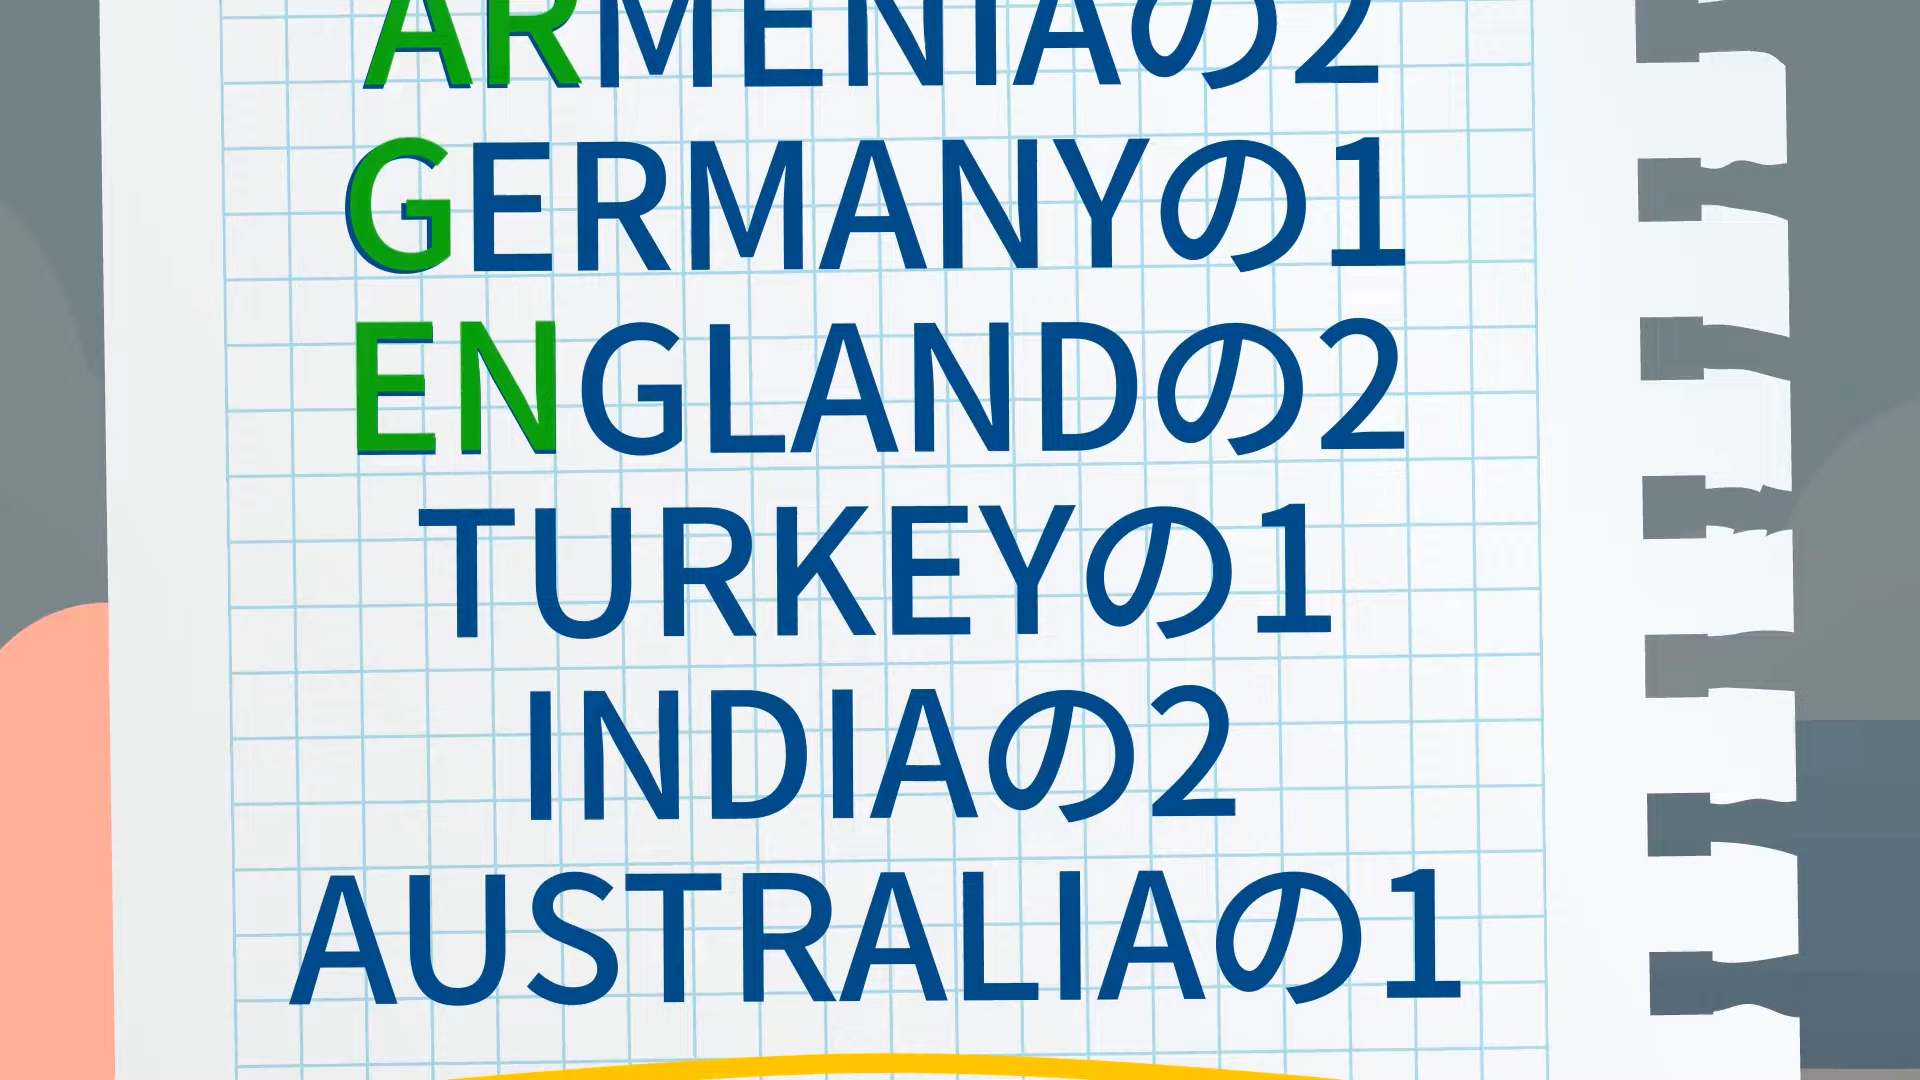 ARMENIAの2
GERMANYの1
ENGLANDの2
TURKEYの1
INDIAの2
AUSTRALIAの1